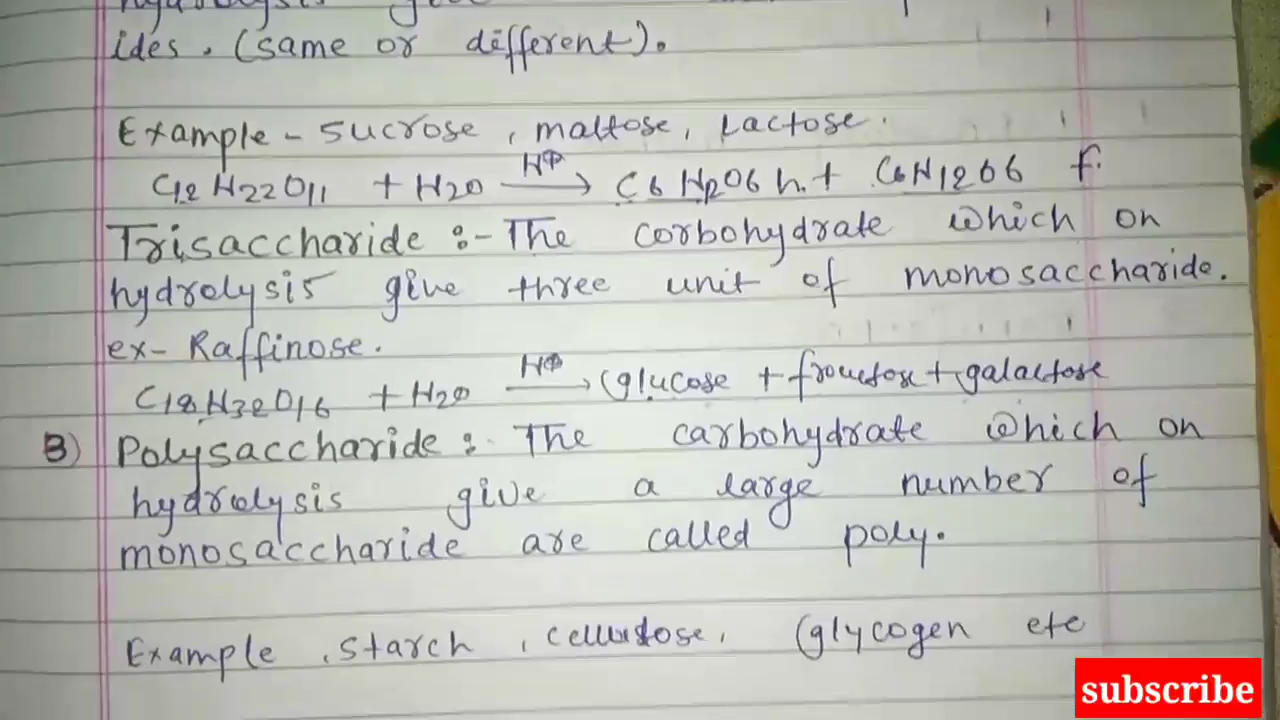 ides. (same or different).
Example - Sucrose, maltose, Lactose.
C12H22O11 + H2O H⊕ → C6H12O6 + C6H12O6
Trisaccharide :- The corbohydrate which on
hydrolysis give three unit of monosaccharide.
ex- Raffinose.
C18H32O16 + H2O H⊕ → glucose + frouctose + galactose
3) Polysaccharide :- The carbohydrate which on
hydrolysis give a large number of
monosaccharide are called poly.
Example , starch , cellulose, glycogen etc
subscribe